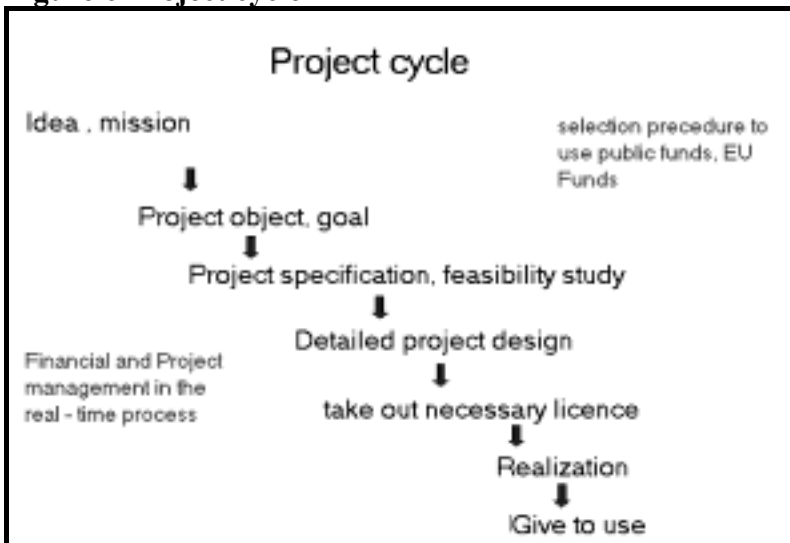 Project cycle
Idea , mission
selection precedure to
use public funds, EU
Funds
Project object, goal
Project specification, feasibility study
Detailed project design
Financial and Project
management in the
real - time process
take out necessary licence
Realization
Give to use